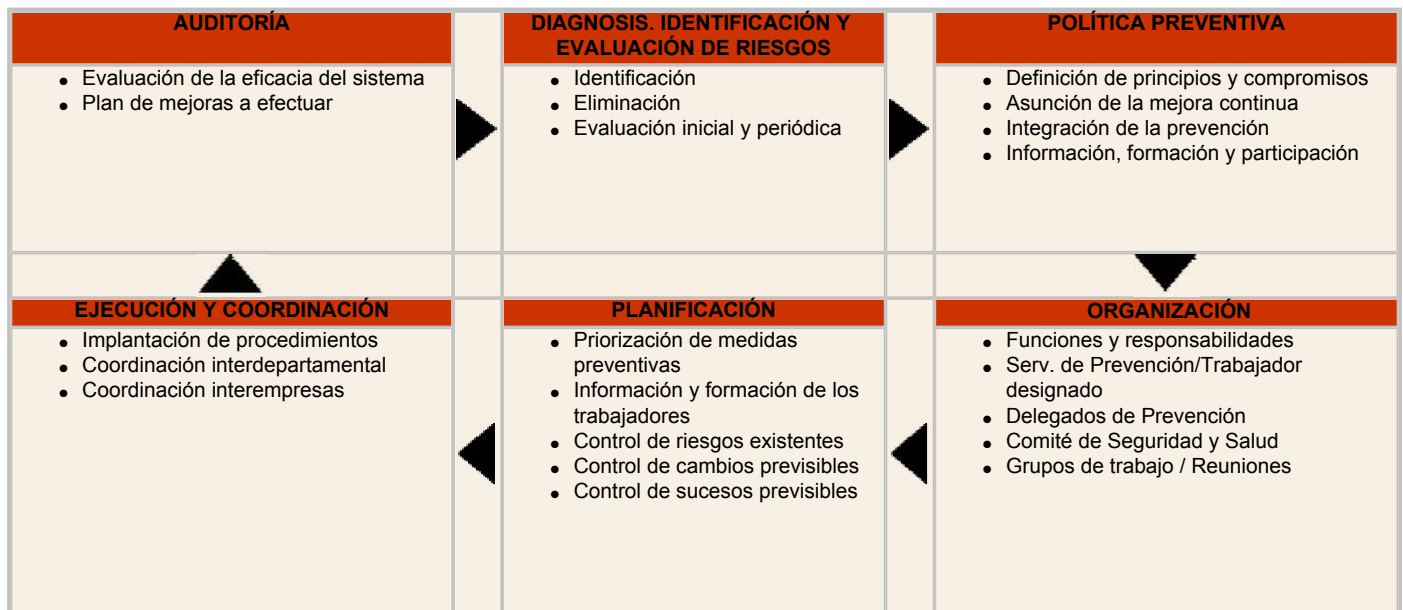 AUDITORÍA
● Evaluación de la eficacia del sistema
● Plan de mejoras a efectuar
DIAGNOSIS. IDENTIFICACIÓN Y
EVALUACIÓN DE RIESGOS
● Identificación
● Eliminación
● Evaluación inicial y periódica
POLÍTICA PREVENTIVA
● Definición de principios y compromisos
● Asunción de la mejora continua
● Integración de la prevención
● Información, formación y participación
EJECUCIÓN Y COORDINACIÓN
● Implantación de procedimientos
● Coordinación interdepartamental
● Coordinación interempresas
PLANIFICACIÓN
● Priorización de medidas
preventivas
● Información y formación de los
trabajadores
● Control de riesgos existentes
● Control de cambios previsibles
● Control de sucesos previsibles
ORGANIZACIÓN
● Funciones y responsabilidades
● Serv. de Prevención/Trabajador
designado
● Delegados de Prevención
● Comité de Seguridad y Salud
● Grupos de trabajo / Reuniones